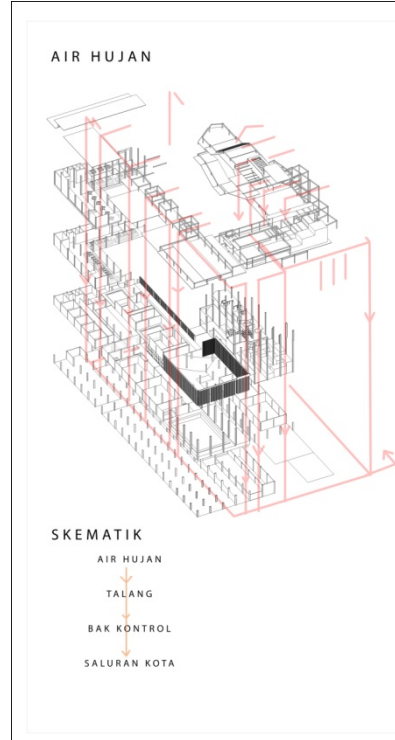 AIR HUJAN
SKEMATIK
AIR HUJAN
TALANG
BAK KONTROL
SALURAN KOTA